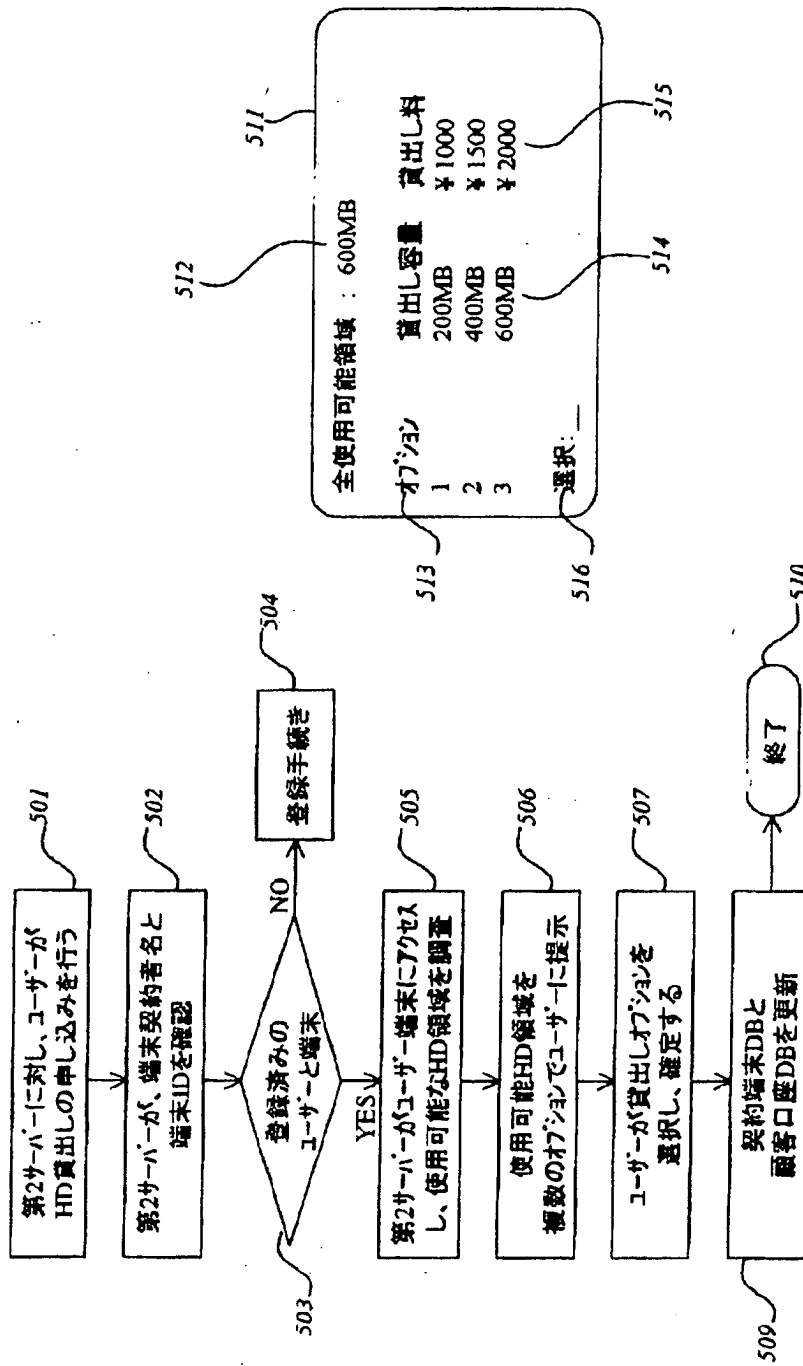 501
第2サーバーに対し、ユーザーが
HD貸出しの申し込みを行う
502
第2サーバーが、端末契約者名と
端末IDを確認
503
登録済みの
ユーザーと端末
NO
504
登録手続き
YES
505
第2サーバーがユーザー端末にアクセス
し、使用可能なHD領域を調査
506
使用可能HD領域を
複数のオプションでユーザーに提示
507
ユーザーが貸出しオプションを
選択し、確定する
509
契約端末DBと
顧客口座DBを更新
510
終了
511
512
全使用可能領域 : 600MB
513
オプション 貸出し容量 貸出し料
1 200MB ¥1000
2 400MB ¥1500
3 600MB ¥2000
514
515
516
選択: _